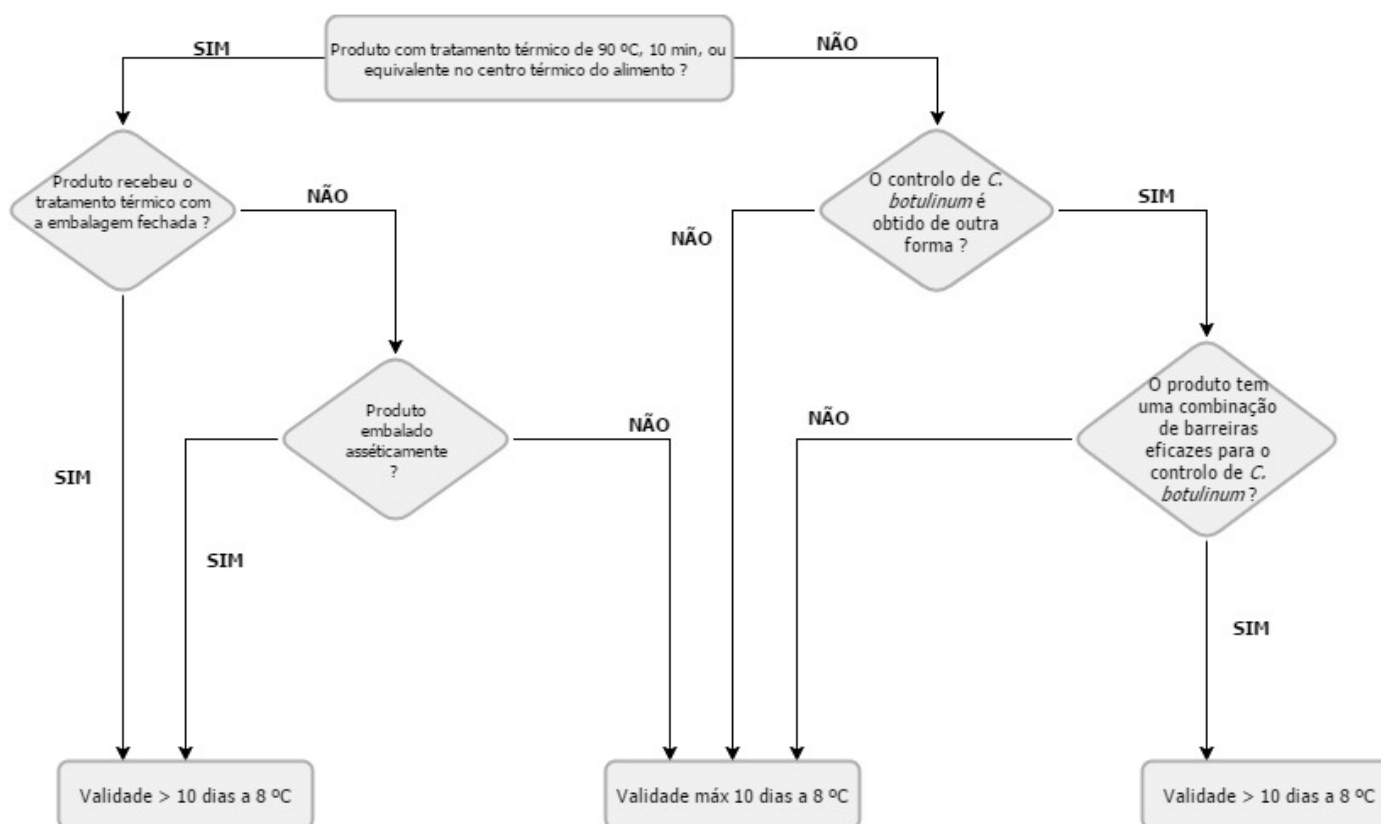 SIM
Produto com tratamento térmico de 90 ºC, 10 min, ou
equivalente no centro térmico do alimento ?
NÃO
Produto recebeu o
tratamento térmico com
a embalagem fechada ?
NÃO
O controlo de C.
botulinum é
obtido de outra
forma ?
SIM
NÃO
Produto
embalado
asséticamente
?
NÃO
NÃO
O produto tem
uma combinação
de barreiras
eficazes para o
controlo de C.
botulinum ?
SIM
SIM
SIM
Validade > 10 dias a 8 ºC
Validade máx 10 dias a 8 ºC
Validade > 10 dias a 8 ºC